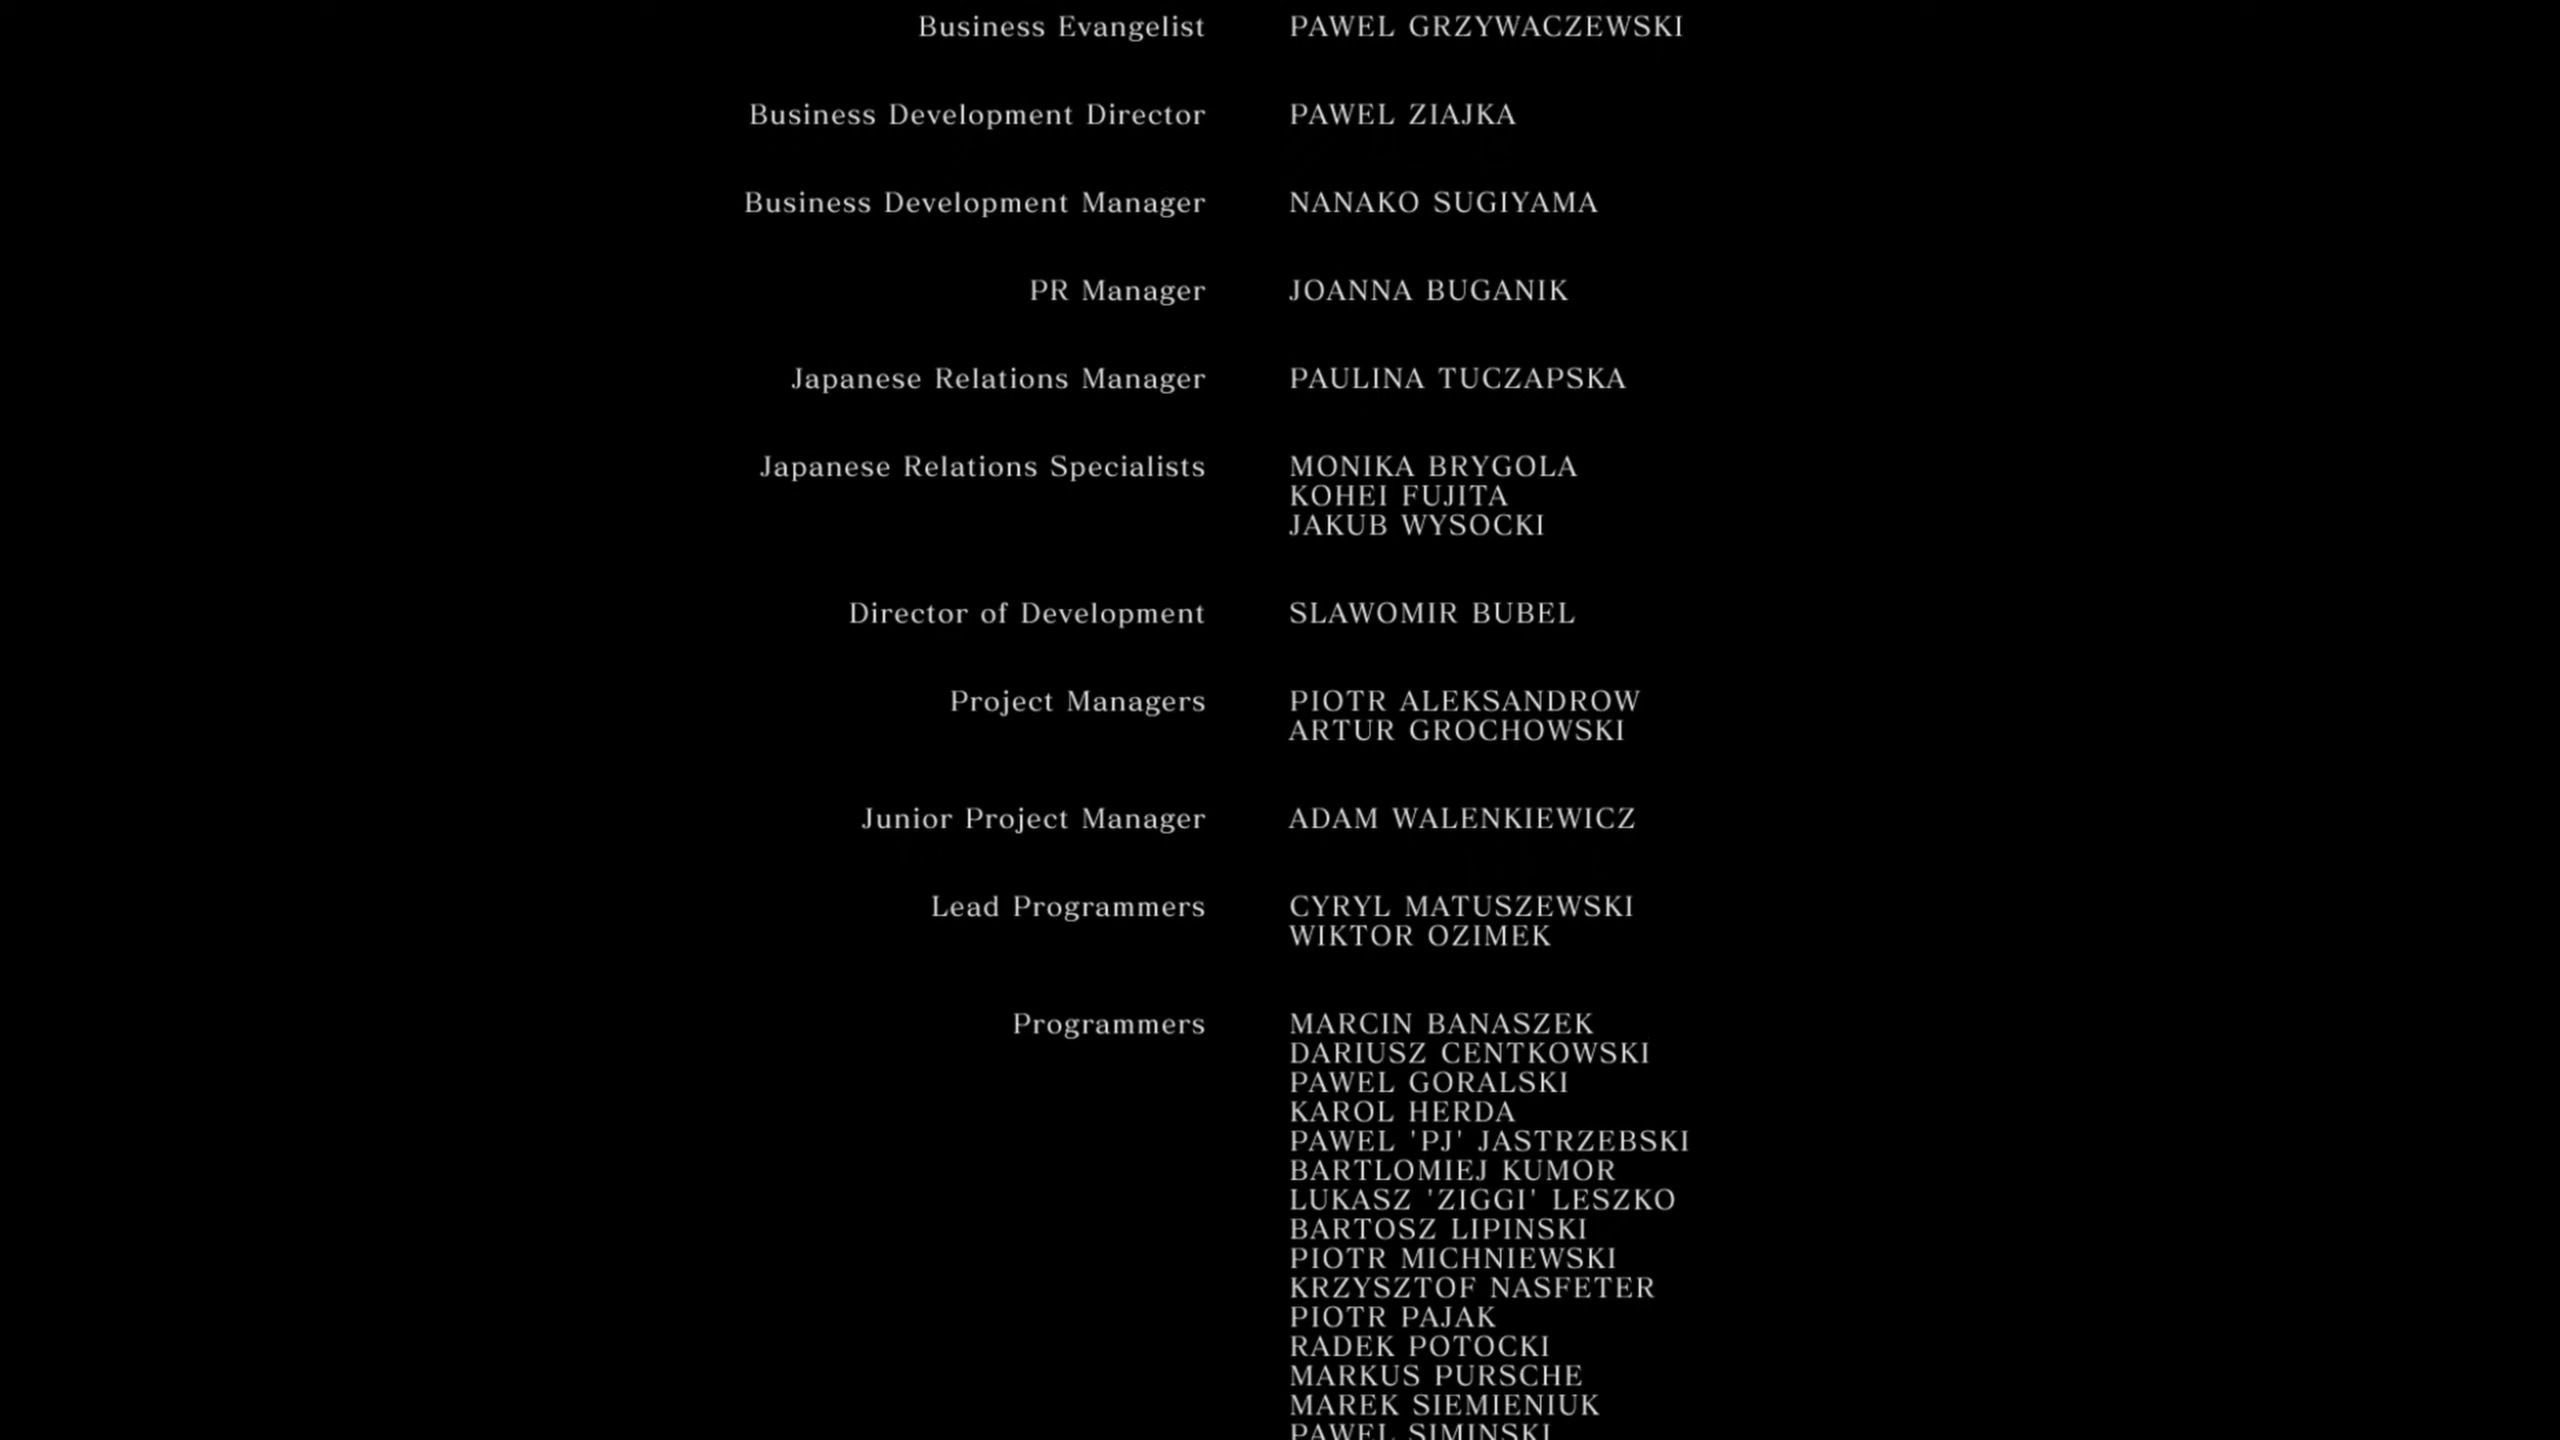 Business Evangelist PAWEL GRZYWACZEWSKI
Business Development Director PAWEL ZIAJKA
Business Development Manager NANAKO SUGIYAMA
PR Manager JOANNA BUGANIK
Japanese Relations Manager PAULINA TUCZAPSKA
Japanese Relations Specialists MONIKA BRYGOLA
KOHEI FUJITA
JAKUB WYSOCKI
Director of Development SLAWOMIR BUBEL
Project Managers PIOTR ALEKSANDROW
ARTUR GROCHOWSKI
Junior Project Manager ADAM WALENKIEWICZ
Lead Programmers CYRYL MATUSZEWSKI
WIKTOR OZIMEK
Programmers MARCIN BANASZEK
DARIUSZ CENTKOWSKI
PAWEL GORALSKI
KAROL HERDA
PAWEL 'PJ' JASTRZEBSKI
BARTLOMIEJ KUMOR
LUKASZ 'ZIGGI' LESZKO
BARTOSZ LIPINSKI
PIOTR MICHNIEWSKI
KRZYSZTOF NASFETER
PIOTR PAJAK
RADEK POTOCKI
MARKUS PURSCHE
MAREK SIEMIENIUK
PAWEL SIMINSKI